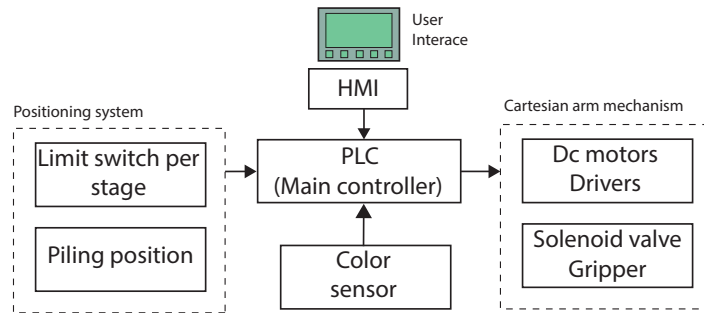 User
Interace
HMI
Positioning system
Limit switch per
stage
Piling position
PLC
(Main controller)
Color
sensor
Cartesian arm mechanism
Dc motors
Drivers
Solenoid valve
Gripper